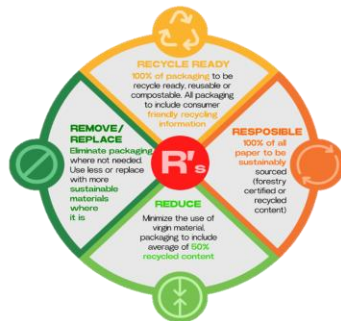 RECYCLE READY
100% of packaging to be
recycle ready, reusable or
compostable. All packaging
to include consumer
friendly recycling
information
REMOVE/
REPLACE
Eliminate packaging
where not needed.
Use less or replace
with more
sustainable
materials
where
it is
R's
RESPOSIBLE
100% of all
paper to be
sustainably
sourced
(forestry
certified or
recycled
content)
REDUCE
Minimize the use of
virgin material,
packaging to include
average of 50%
recycled content